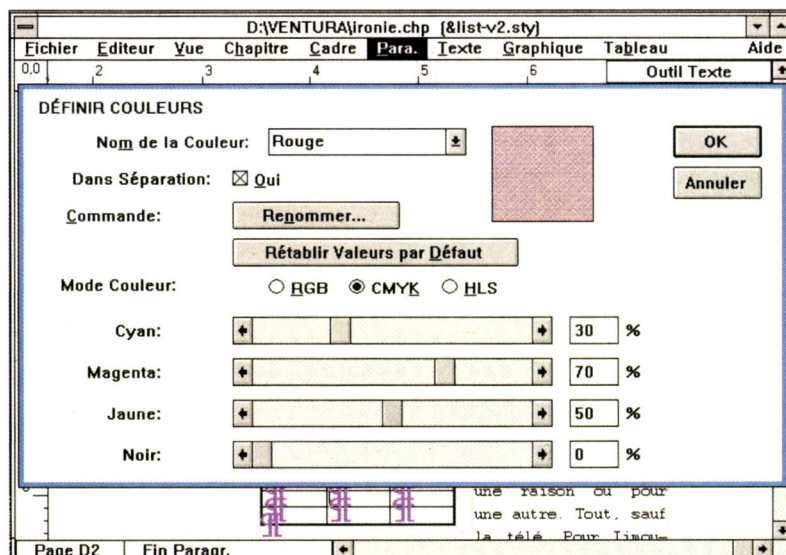 D:\VENTURA\ironie.chp (&list-v2.sty)
Fichier Editeur Vue Chapitre Cadre Para. Texte Graphique Tableau Aide
0,0 2 3 4 5 6 Outil Texte
DÉFINIR COULEURS
Nom de la Couleur: Rouge OK
Dans Séparation: Oui Annuler
Commande: Renommer...
Rétablir Valeurs par Défaut
Mode Couleur: RGB CMYK HLS
Cyan: 30 %
Magenta: 70 %
Jaune: 50 %
Noir: 0 %
une raison ou pour
une autre. Tout, sauf
la télé. Pour limou-
Page D2 Fin Paragr.